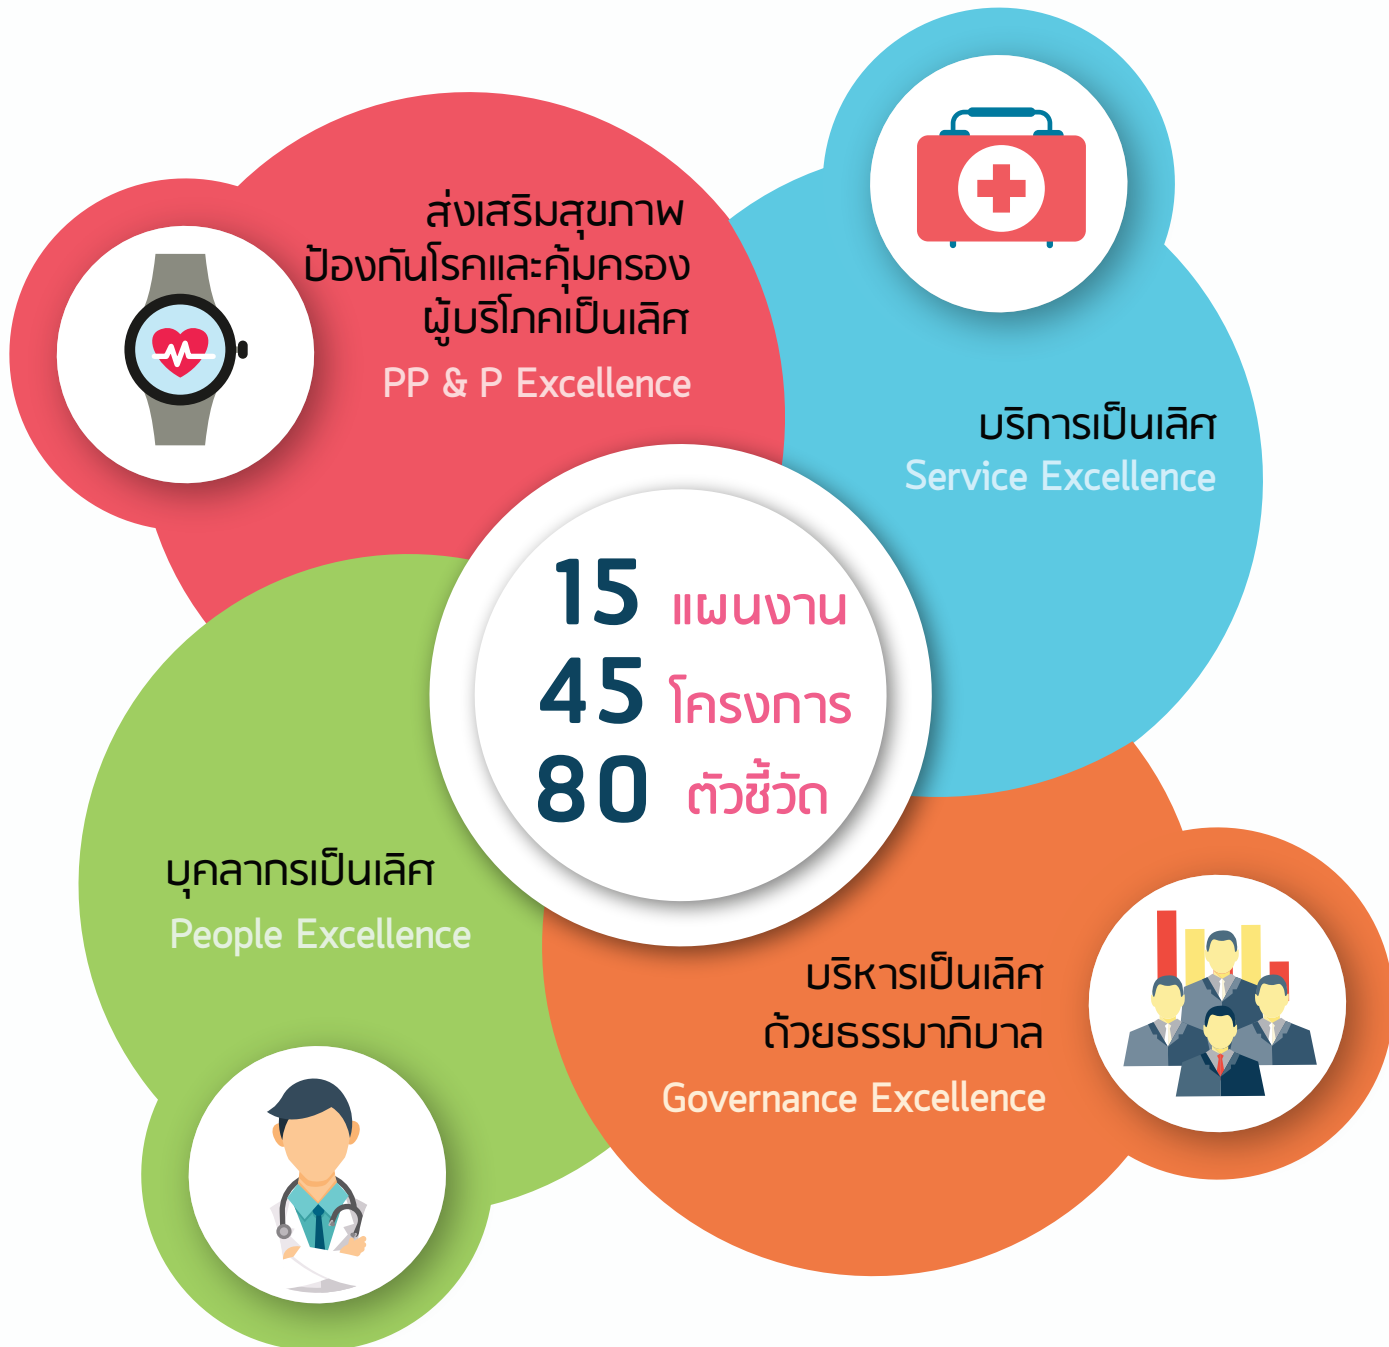 ส่งเสริมสุขภาพ
ป้องกันโรคและคุ้มครอง
ผู้บริโภคเป็นเลิศ
PP & P Excellence
บริการเป็นเลิศ
Service Excellence
15 แผนงาน
45 โครงการ
80 ตัวชี้วัด
บุคลากรเป็นเลิศ
People Excellence
บริหารเป็นเลิศ
ด้วยธรรมาภิบาล
Governance Excellence